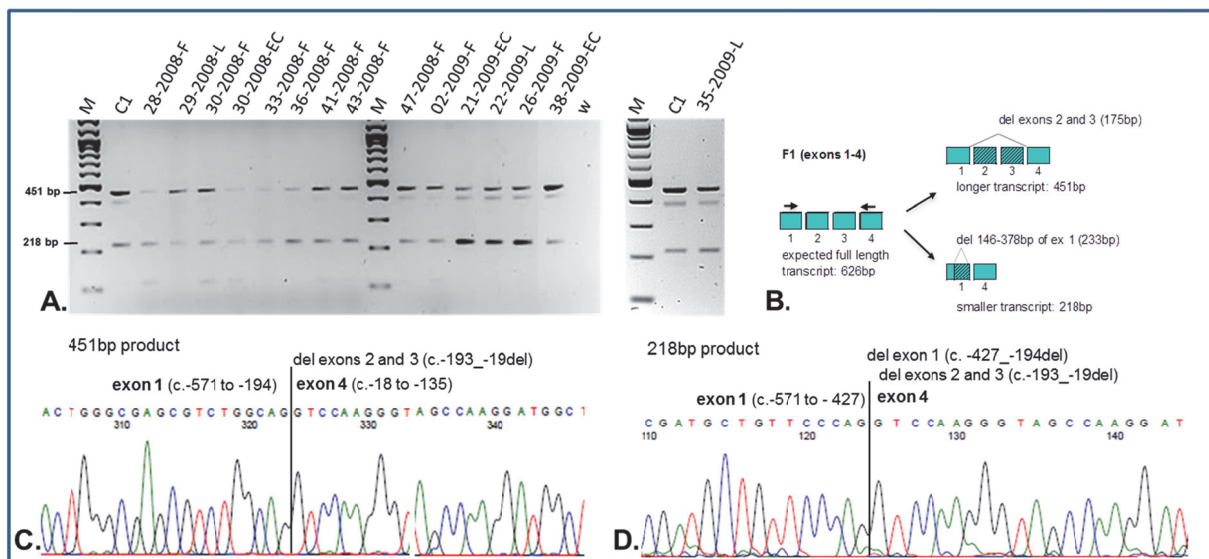 M
C1
28-2008-F
29-2008-L
30-2008-F
30-2008-EC
33-2008-F
36-2008-F
41-2008-F
43-2008-F
M
47-2008-F
02-2009-F
21-2009-EC
22-2009-L
26-2009-F
38-2009-EC
w
451 bp
218 bp
A.
M
C1
35-2009-L
F1 (exons 1-4)
1 2 3 4
expected full length
transcript: 626bp
del exons 2 and 3 (175bp)
1 2 3 4
longer transcript: 451bp
del 146-378bp of ex 1 (233bp)
1 4
smaller transcript: 218bp
B.
451bp product
del exons 2 and 3 (c.-193_-19del)
exon 1 (c.-571 to -194) exon 4 (c.-18 to -135)
A C T G G G C G A G C G T C T G G C A G G T C C A A G G G T A G C C A A G G A T G G C T
310 320 330 340
C.
218bp product
del exon 1 (c. -427_-194del)
del exons 2 and 3 (c.-193_-19del)
exon 1 (c.-571 to - 427) exon 4
C G A T G C T G T T C C C A G G T C C A A G G G T A G C C A A G G A T
110 120 130 140
D.